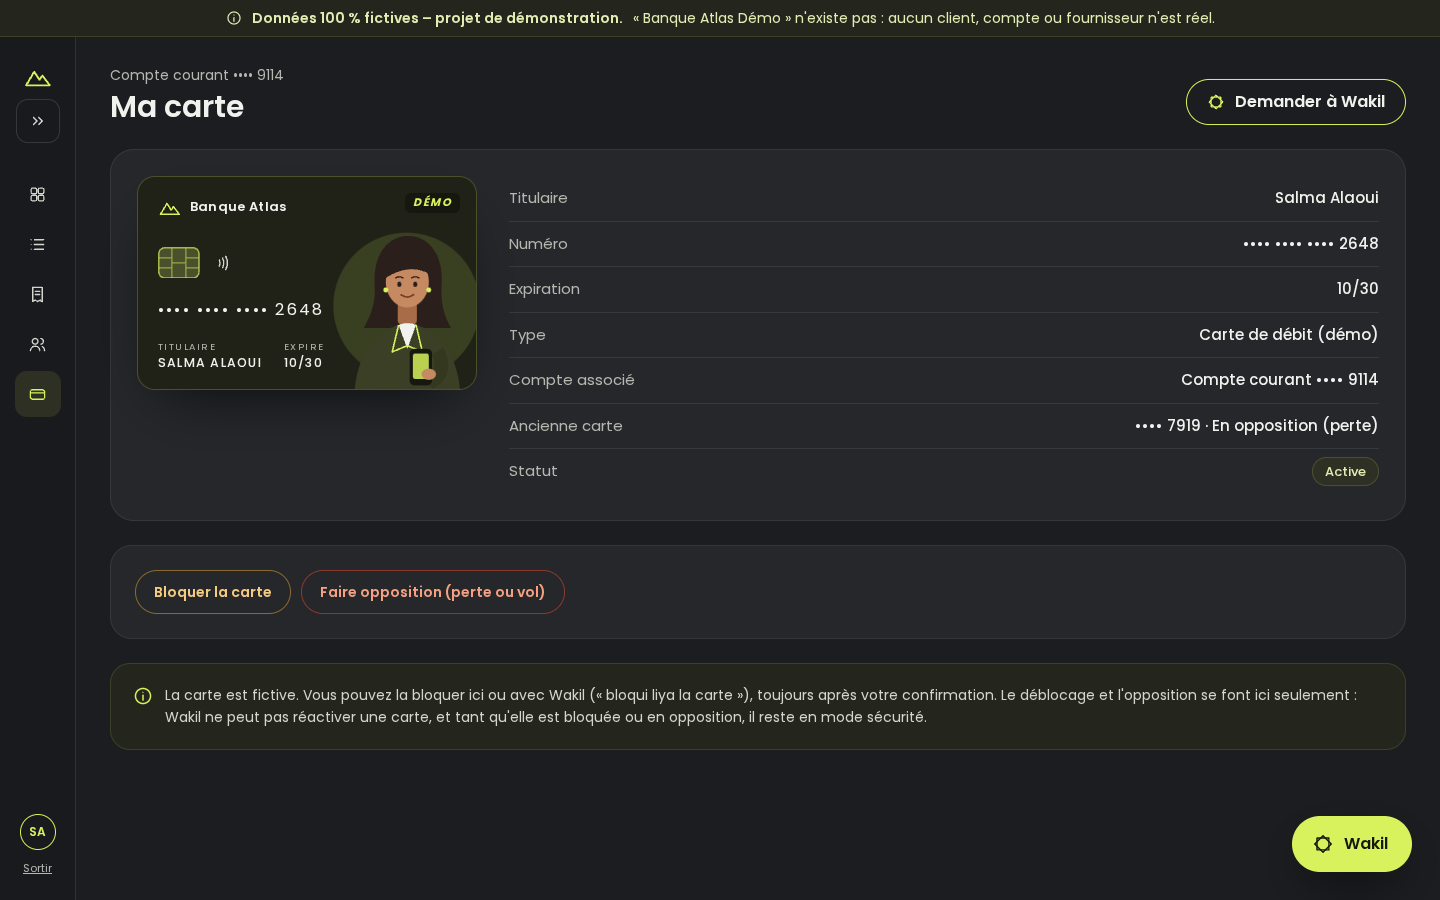 Données 100 % fictives – projet de démonstration. « Banque Atlas Démo » n'existe pas : aucun client, compte ou fournisseur n'est réel.
Compte courant •••• 9114
Ma carte
Demander à Wakil
Banque Atlas
DÉMO
•••• •••• •••• 2648
TITULAIRE
EXPIRE
SALMA ALAOUI
10/30
Titulaire
Salma Alaoui
Numéro
•••• •••• •••• 2648
Expiration
10/30
Type
Carte de débit (démo)
Compte associé
Compte courant •••• 9114
Ancienne carte
•••• 7919 · En opposition (perte)
Statut
Active
Bloquer la carte
Faire opposition (perte ou vol)
La carte est fictive. Vous pouvez la bloquer ici ou avec Wakil (« bloqui liya la carte »), toujours après votre confirmation. Le déblocage et l'opposition se font ici seulement :
Wakil ne peut pas réactiver une carte, et tant qu'elle est bloquée ou en opposition, il reste en mode sécurité.
SA
Sortir
Wakil